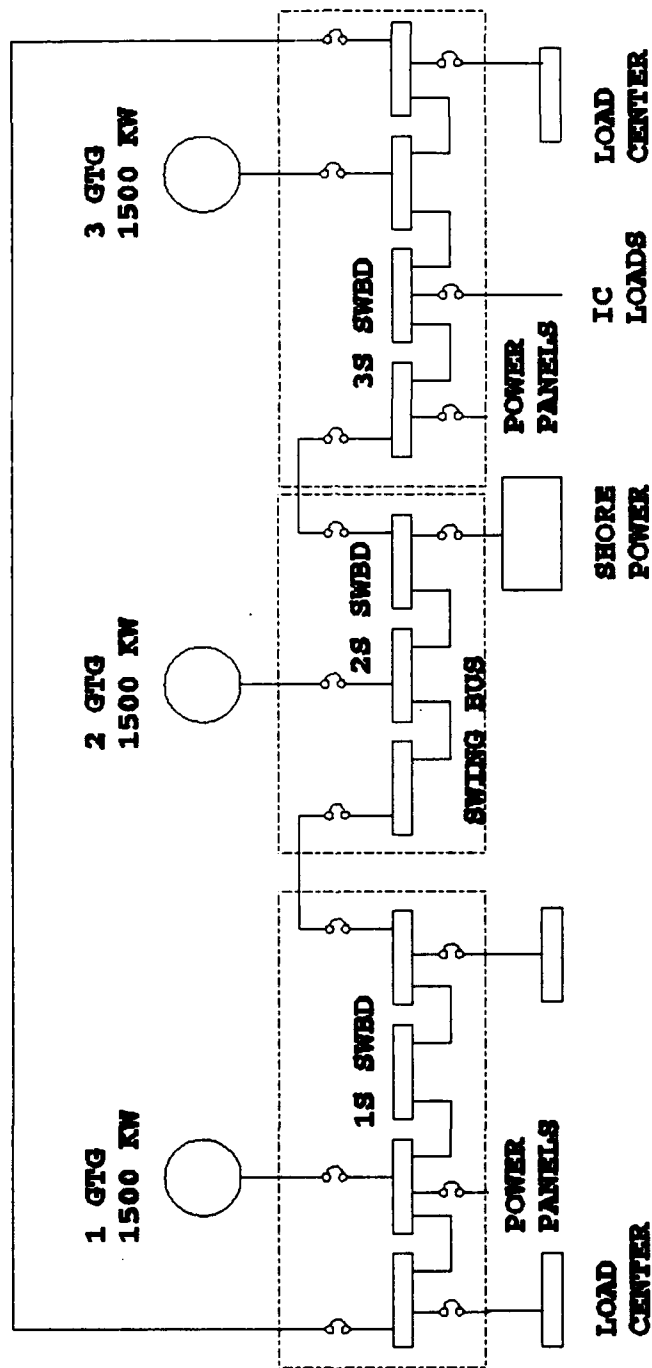 1 GTG
1500 KW
2 GTG
1500 KW
3 GTG
1500 KW
1S SWBD
2S SWBD
3S SWBD
SWING BUS
LOAD
CENTER
POWER
PANELS
SHORE
POWER
POWER
PANELS
IC
LOADS
LOAD
CENTER